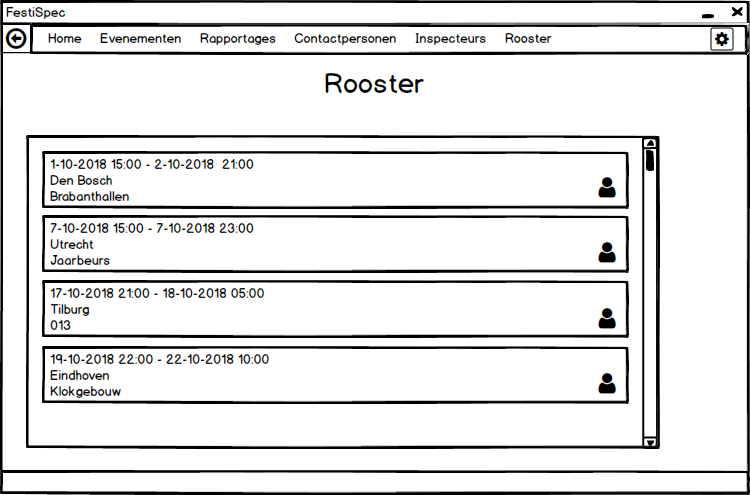 FestiSpec
Home Evenementen Rapportages Contactpersonen Inspecteurs Rooster
Rooster
1-10-2018 15:00 - 2-10-2018 21:00
Den Bosch
Brabanthallen
7-10-2018 15:00 - 7-10-2018 23:00
Utrecht
Jaarbeurs
17-10-2018 21:00 - 18-10-2018 05:00
Tilburg
013
19-10-2018 22:00 - 22-10-2018 10:00
Eindhoven
Klokgebouw